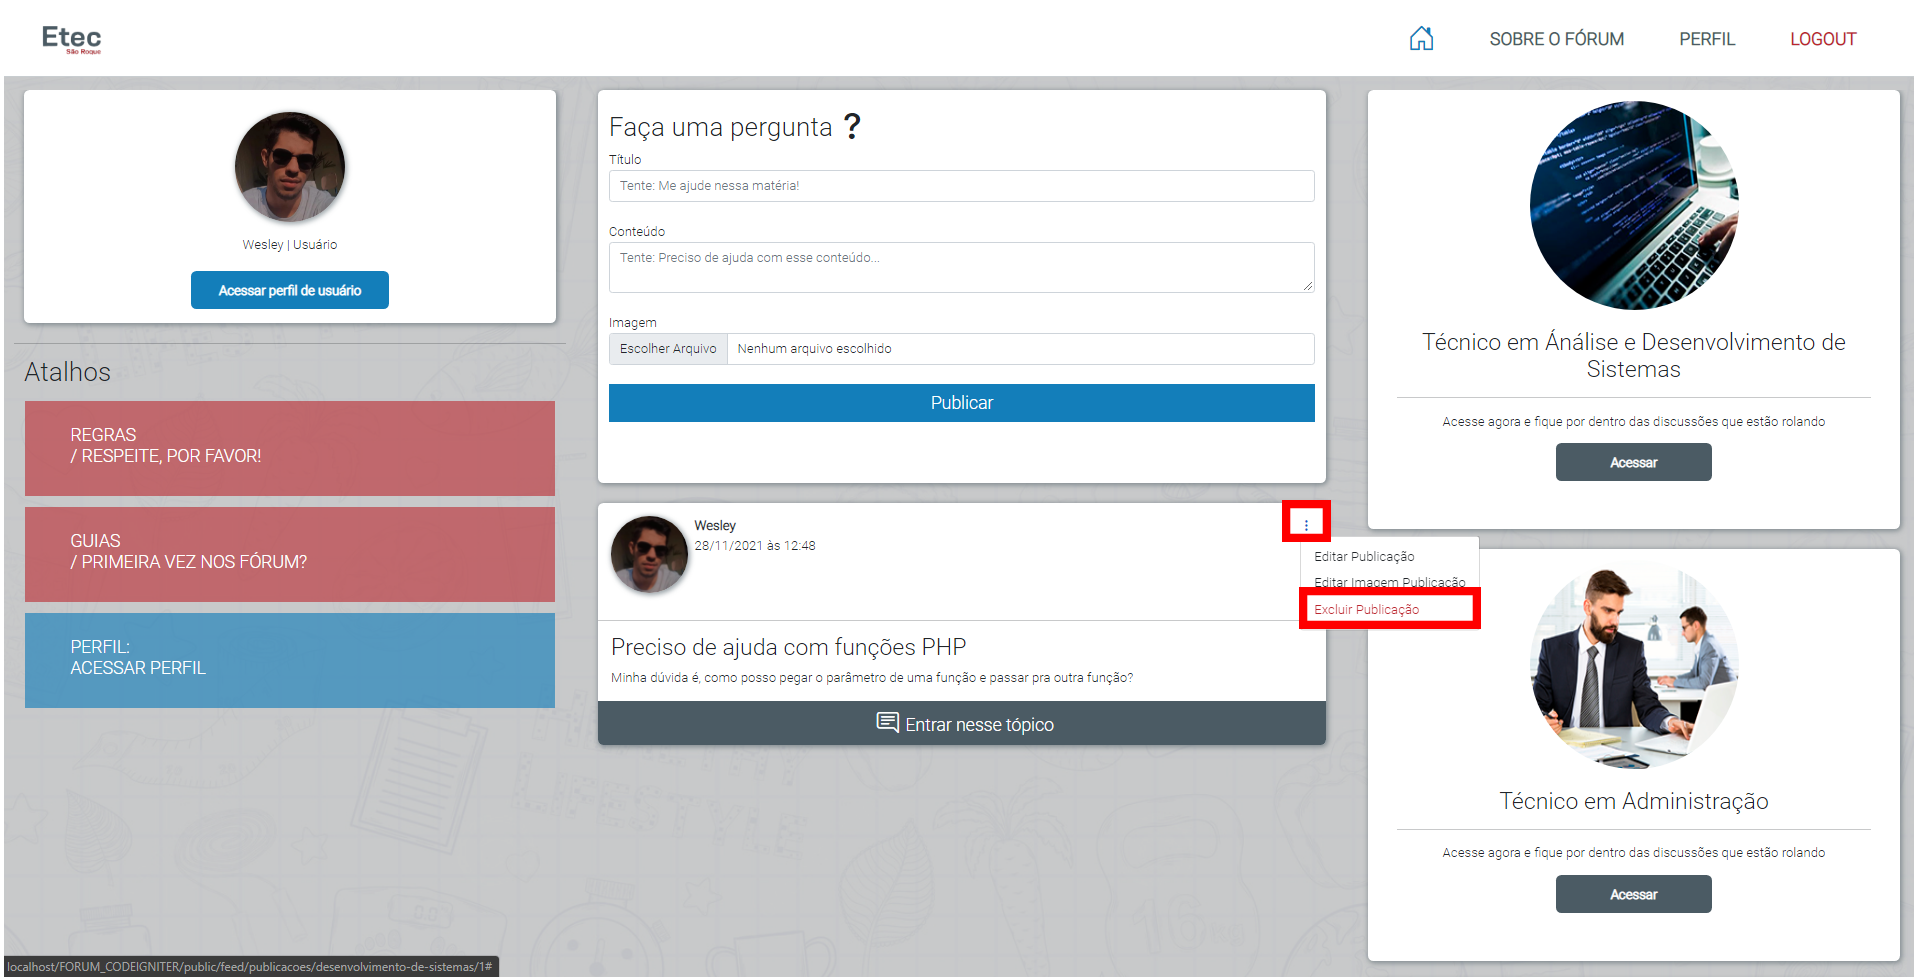 Etec
São Roque
SOBRE O FÓRUM
PERFIL
LOGOUT
Wesley | Usuário
Acessar perfil de usuário
Atalhos
REGRAS
/ RESPEITE, POR FAVOR!
GUIAS
/ PRIMEIRA VEZ NOS FÓRUM?
PERFIL:
ACESSAR PERFIL
Faça uma pergunta ?
Título
Tente: Me ajude nessa matéria!
Conteúdo
Tente: Preciso de ajuda com esse conteúdo...
Imagem
Escolher Arquivo Nenhum arquivo escolhido
Publicar
Wesley
28/11/2021 às 12:48
Editar Publicação
Editar Imagem Publicação
Excluir Publicação
Preciso de ajuda com funções PHP
Minha dúvida é, como posso pegar o parâmetro de uma função e passar pra outra função?
Entrar nesse tópico
Técnico em Ánálise e Desenvolvimento de
Sistemas
Acesse agora e fique por dentro das discussões que estão rolando
Acessar
Técnico em Administração
Acesse agora e fique por dentro das discussões que estão rolando
Acessar
localhost/FORUM_CODEIGNITER/public/feed/publicacoes/desenvolvimento-de-sistemas/1#